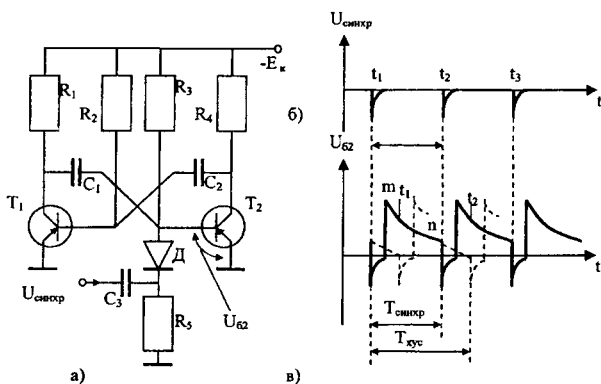 -Eк
R1
R2
R3
R4
C1
C2
T1
T2
Д
Uсинхр
C3
R5
Uб2
а)
б)
Uсинхр
t1
t2
t3
t
Uб2
m
t1
n
t2
t
Tсинхр
Tхус
в)